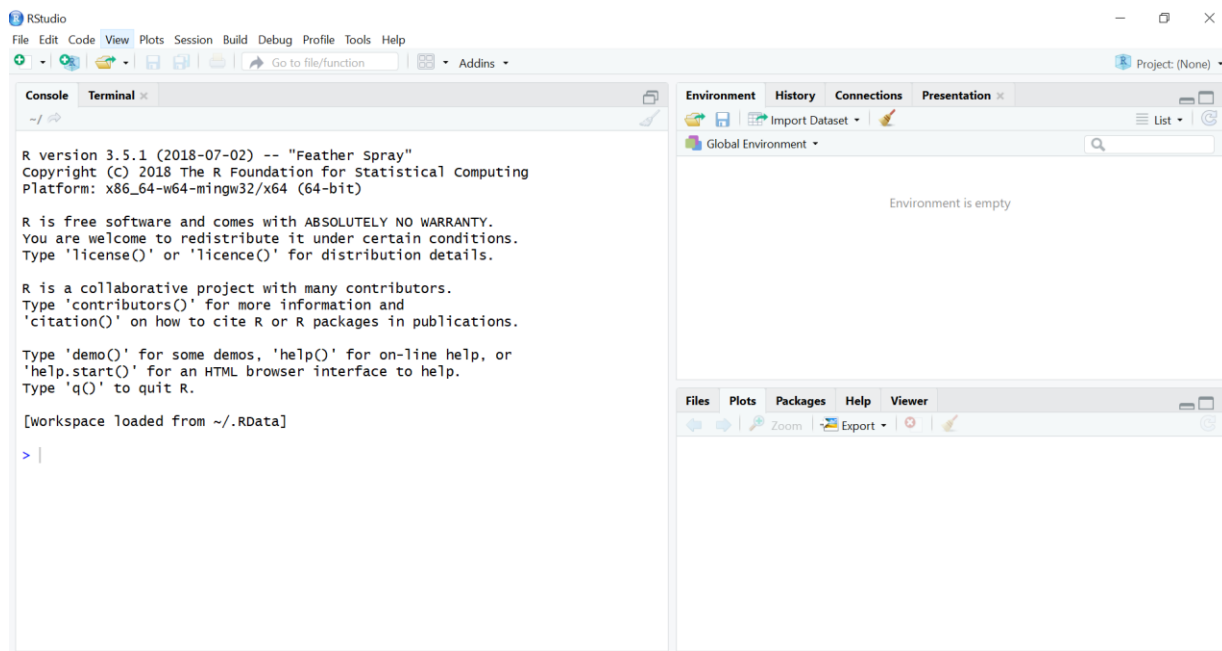 RStudio
File Edit Code View Plots Session Build Debug Profile Tools Help
Go to file/function Addins Project: (None)
Console Terminal
~/
R version 3.5.1 (2018-07-02) -- "Feather Spray"
Copyright (C) 2018 The R Foundation for Statistical Computing
Platform: x86_64-w64-mingw32/x64 (64-bit)
R is free software and comes with ABSOLUTELY NO WARRANTY.
You are welcome to redistribute it under certain conditions.
Type 'license()' or 'licence()' for distribution details.
R is a collaborative project with many contributors.
Type 'contributors()' for more information and
'citation()' on how to cite R or R packages in publications.
Type 'demo()' for some demos, 'help()' for on-line help, or
'help.start()' for an HTML browser interface to help.
Type 'q()' to quit R.
[Workspace loaded from ~/.RData]
>
Environment History Connections Presentation
Import Dataset List
Global Environment
Environment is empty
Files Plots Packages Help Viewer
Zoom Export